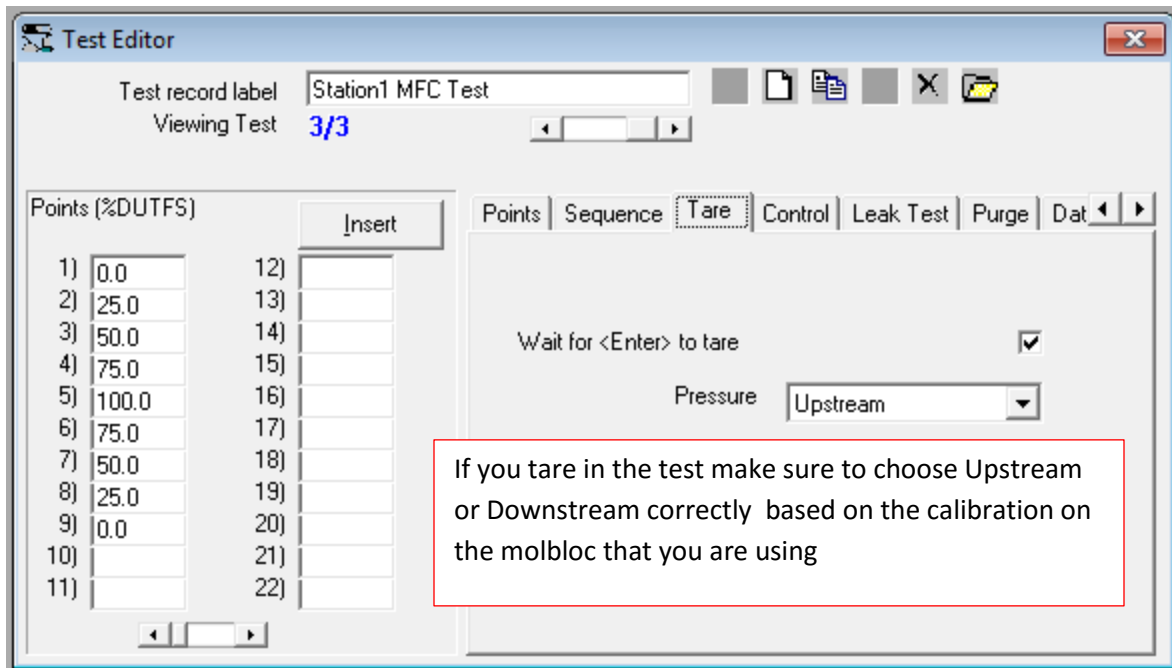 Test Editor
Test record label Station1 MFC Test
Viewing Test 3/3
Points (%DUTFS)
Insert
1) 0.0 12)
2) 25.0 13)
3) 50.0 14)
4) 75.0 15)
5) 100.0 16)
6) 75.0 17)
7) 50.0 18)
8) 25.0 19)
9) 0.0 20)
10) 21)
11) 22)
Points Sequence Tare Control Leak Test Purge Dat
Wait for <Enter> to tare
Pressure Upstream
If you tare in the test make sure to choose Upstream
or Downstream correctly based on the calibration on
the molbloc that you are using